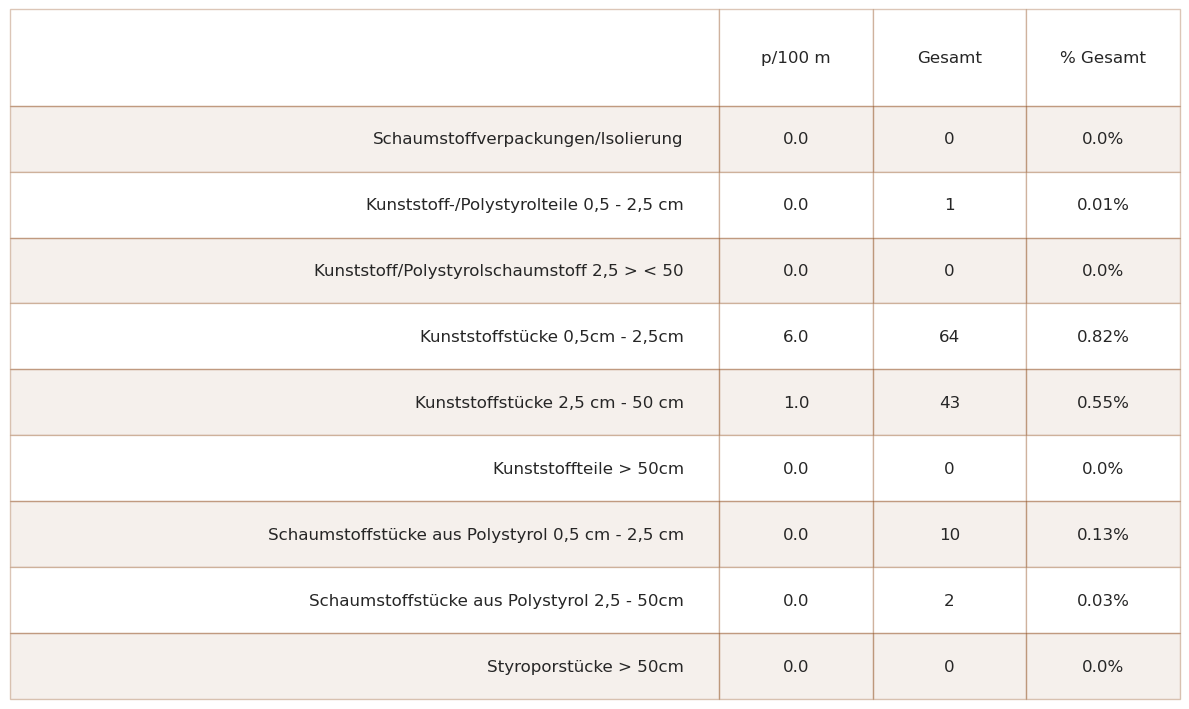 p/100 m Gesamt % Gesamt
Schaumstoffverpackungen/Isolierung 0.0 0 0.0%
Kunststoff-/Polystyrolteile 0,5 - 2,5 cm 0.0 1 0.01%
Kunststoff/Polystyrolschaumstoff 2,5 > < 50 0.0 0 0.0%
Kunststoffstücke 0,5cm - 2,5cm 6.0 64 0.82%
Kunststoffstücke 2,5 cm - 50 cm 1.0 43 0.55%
Kunststoffteile > 50cm 0.0 0 0.0%
Schaumstoffstücke aus Polystyrol 0,5 cm - 2,5 cm 0.0 10 0.13%
Schaumstoffstücke aus Polystyrol 2,5 - 50cm 0.0 2 0.03%
Styroporstücke > 50cm 0.0 0 0.0%